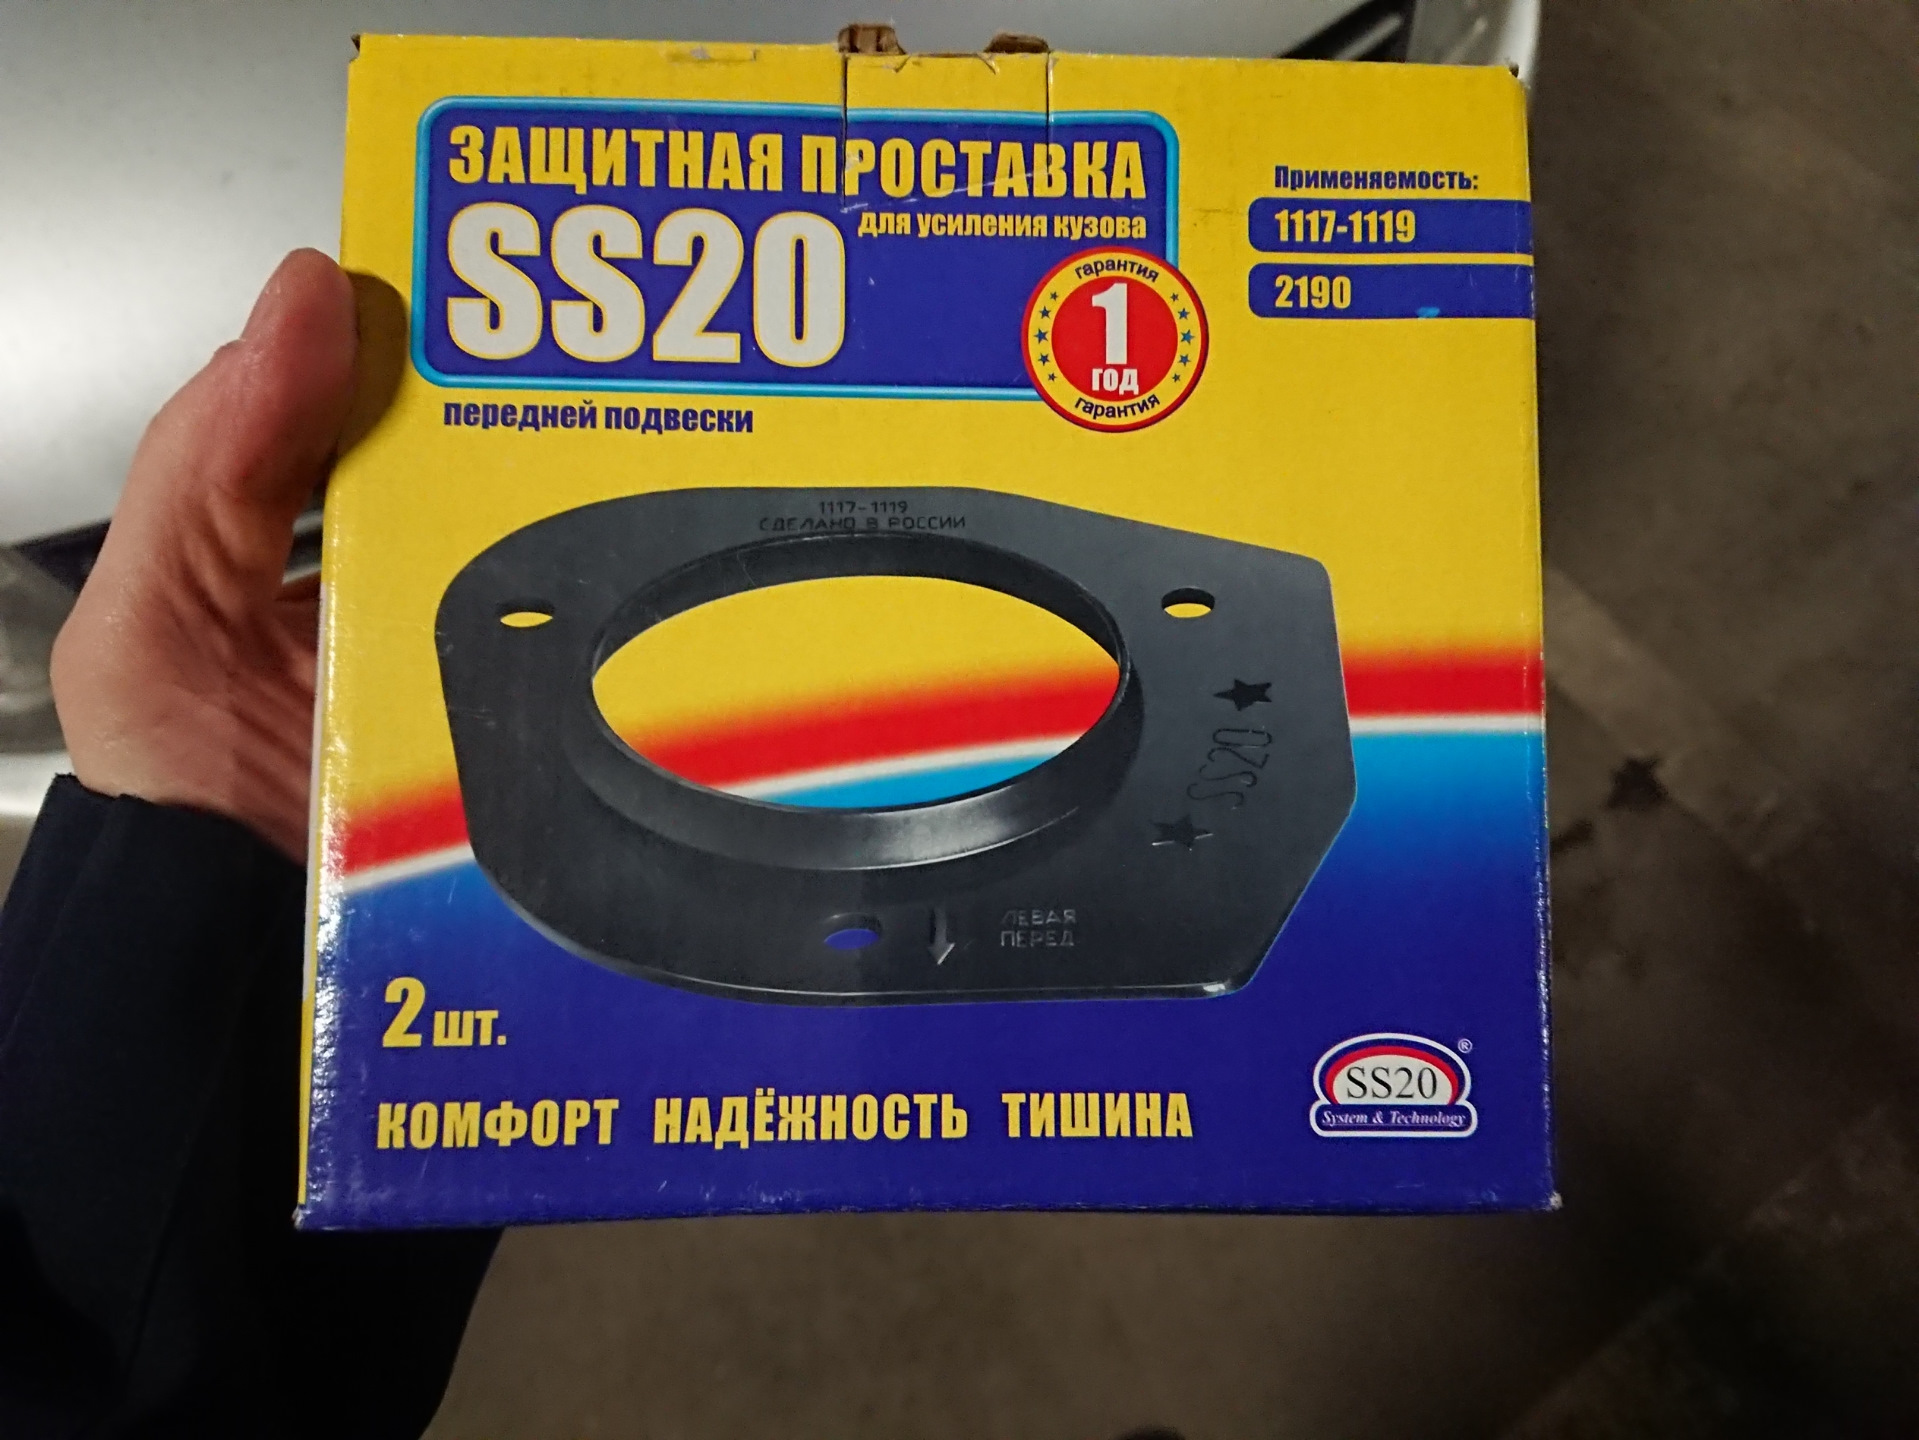 ЗАЩИТНАЯ ПРОСТАВКА
SS20
для усиления кузова
передней подвески
гарантия
1
год
гарантия
Применяемость:
1117-1119
2190
1117-1119
СДЕЛАНО В РОССИИ
SS20
ЛЕВАЯ
ПЕРЕД
2 шт.
КОМФОРТ НАДЁЖНОСТЬ ТИШИНА
SS20 ®
System & Technology